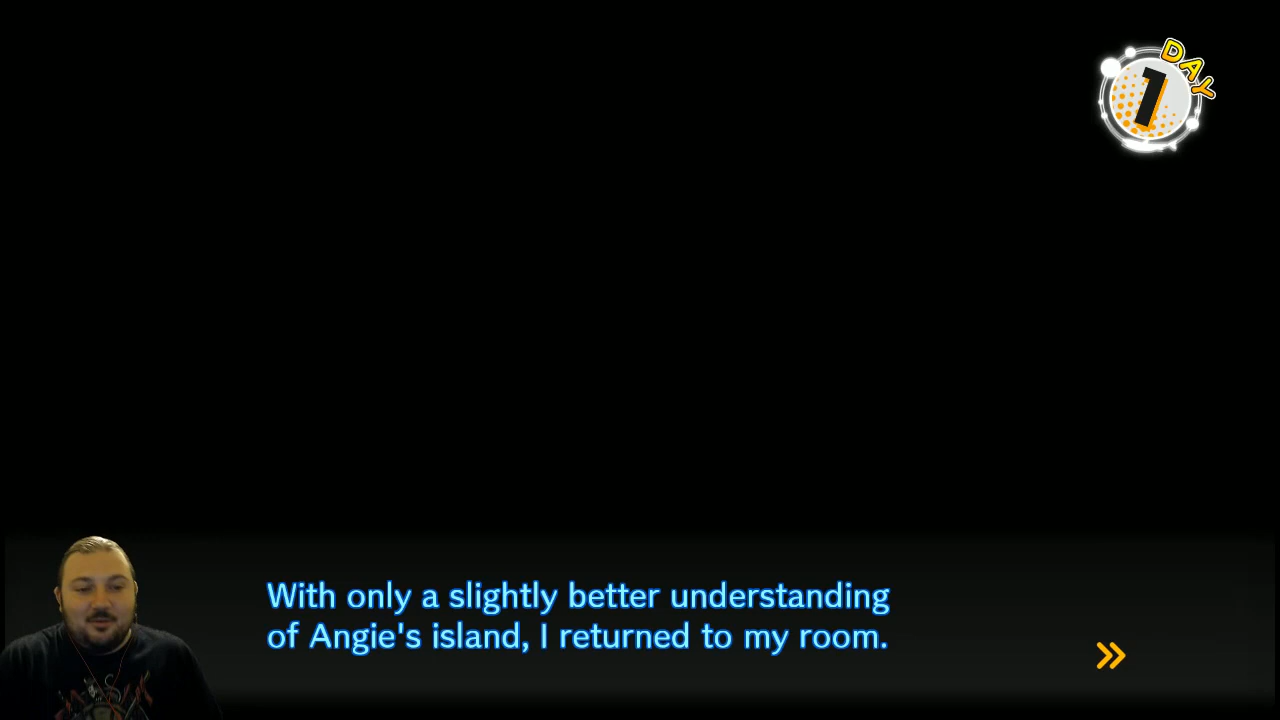 DAY
1
With only a slightly better understanding
of Angie's island, I returned to my room.